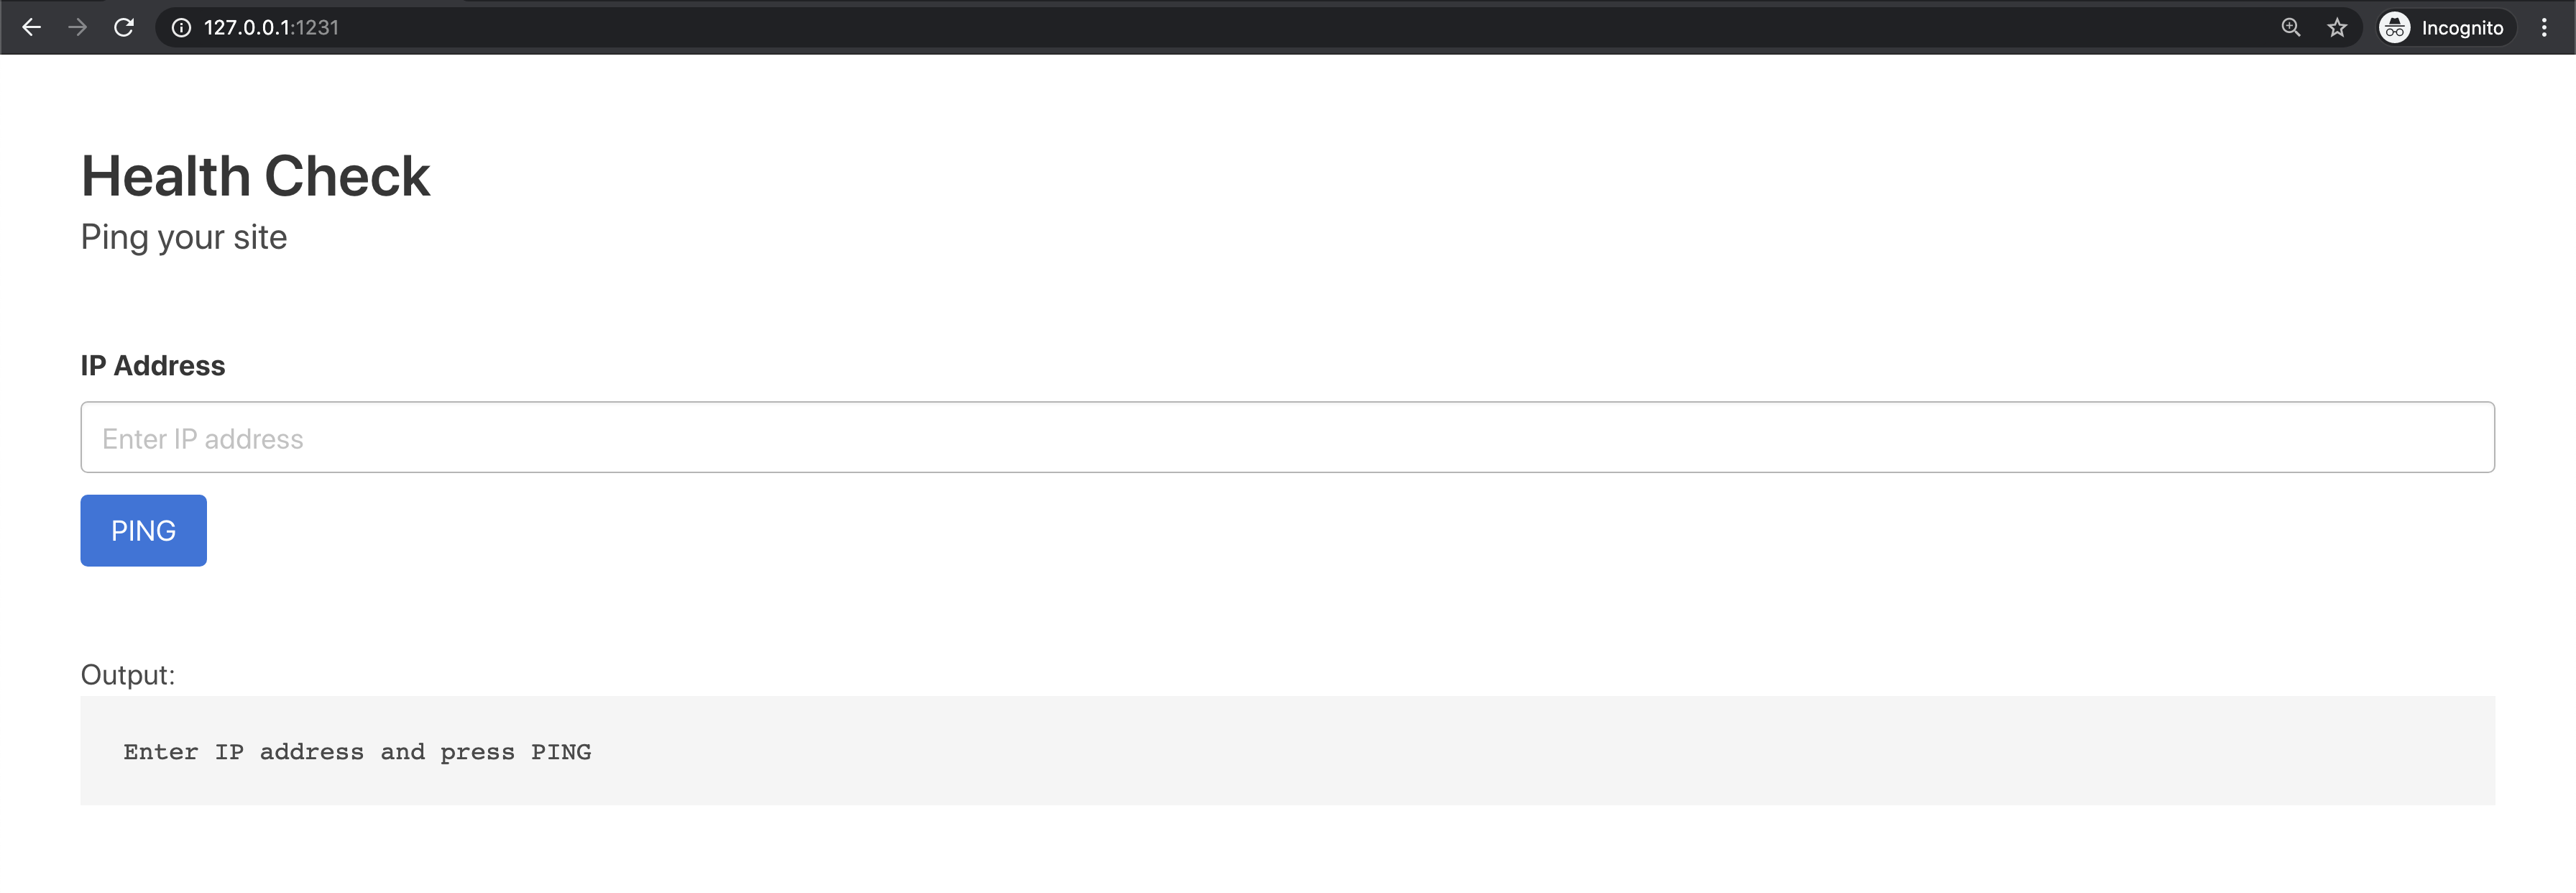 127.0.0.1:1231
Incognito
Health Check
Ping your site
IP Address
Enter IP address
PING
Output:
Enter IP address and press PING